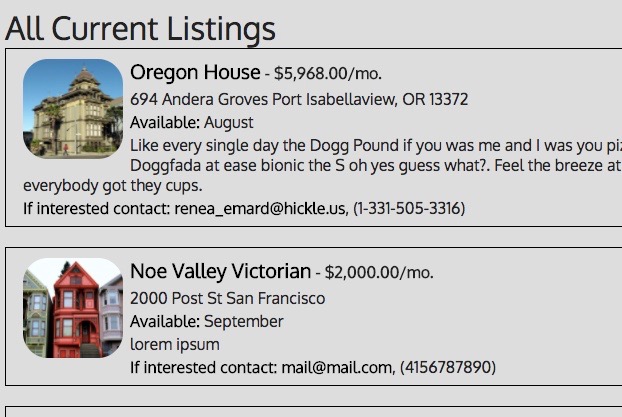 All Current Listings
Oregon House - $5,968.00/mo.
694 Andera Groves Port Isabellaview, OR 13372
Available: August
Like every single day the Dogg Pound if you was me and I was you
Doggfada at ease bionic the S oh yes guess what?. Feel the breeze at
everybody got they cups.
If interested contact: renea_emard@hickle.us, (1-331-505-3316)
Noe Valley Victorian - $2,000.00/mo.
2000 Post St San Francisco
Available: September
lorem ipsum
If interested contact: mail@mail.com, (4156787890)